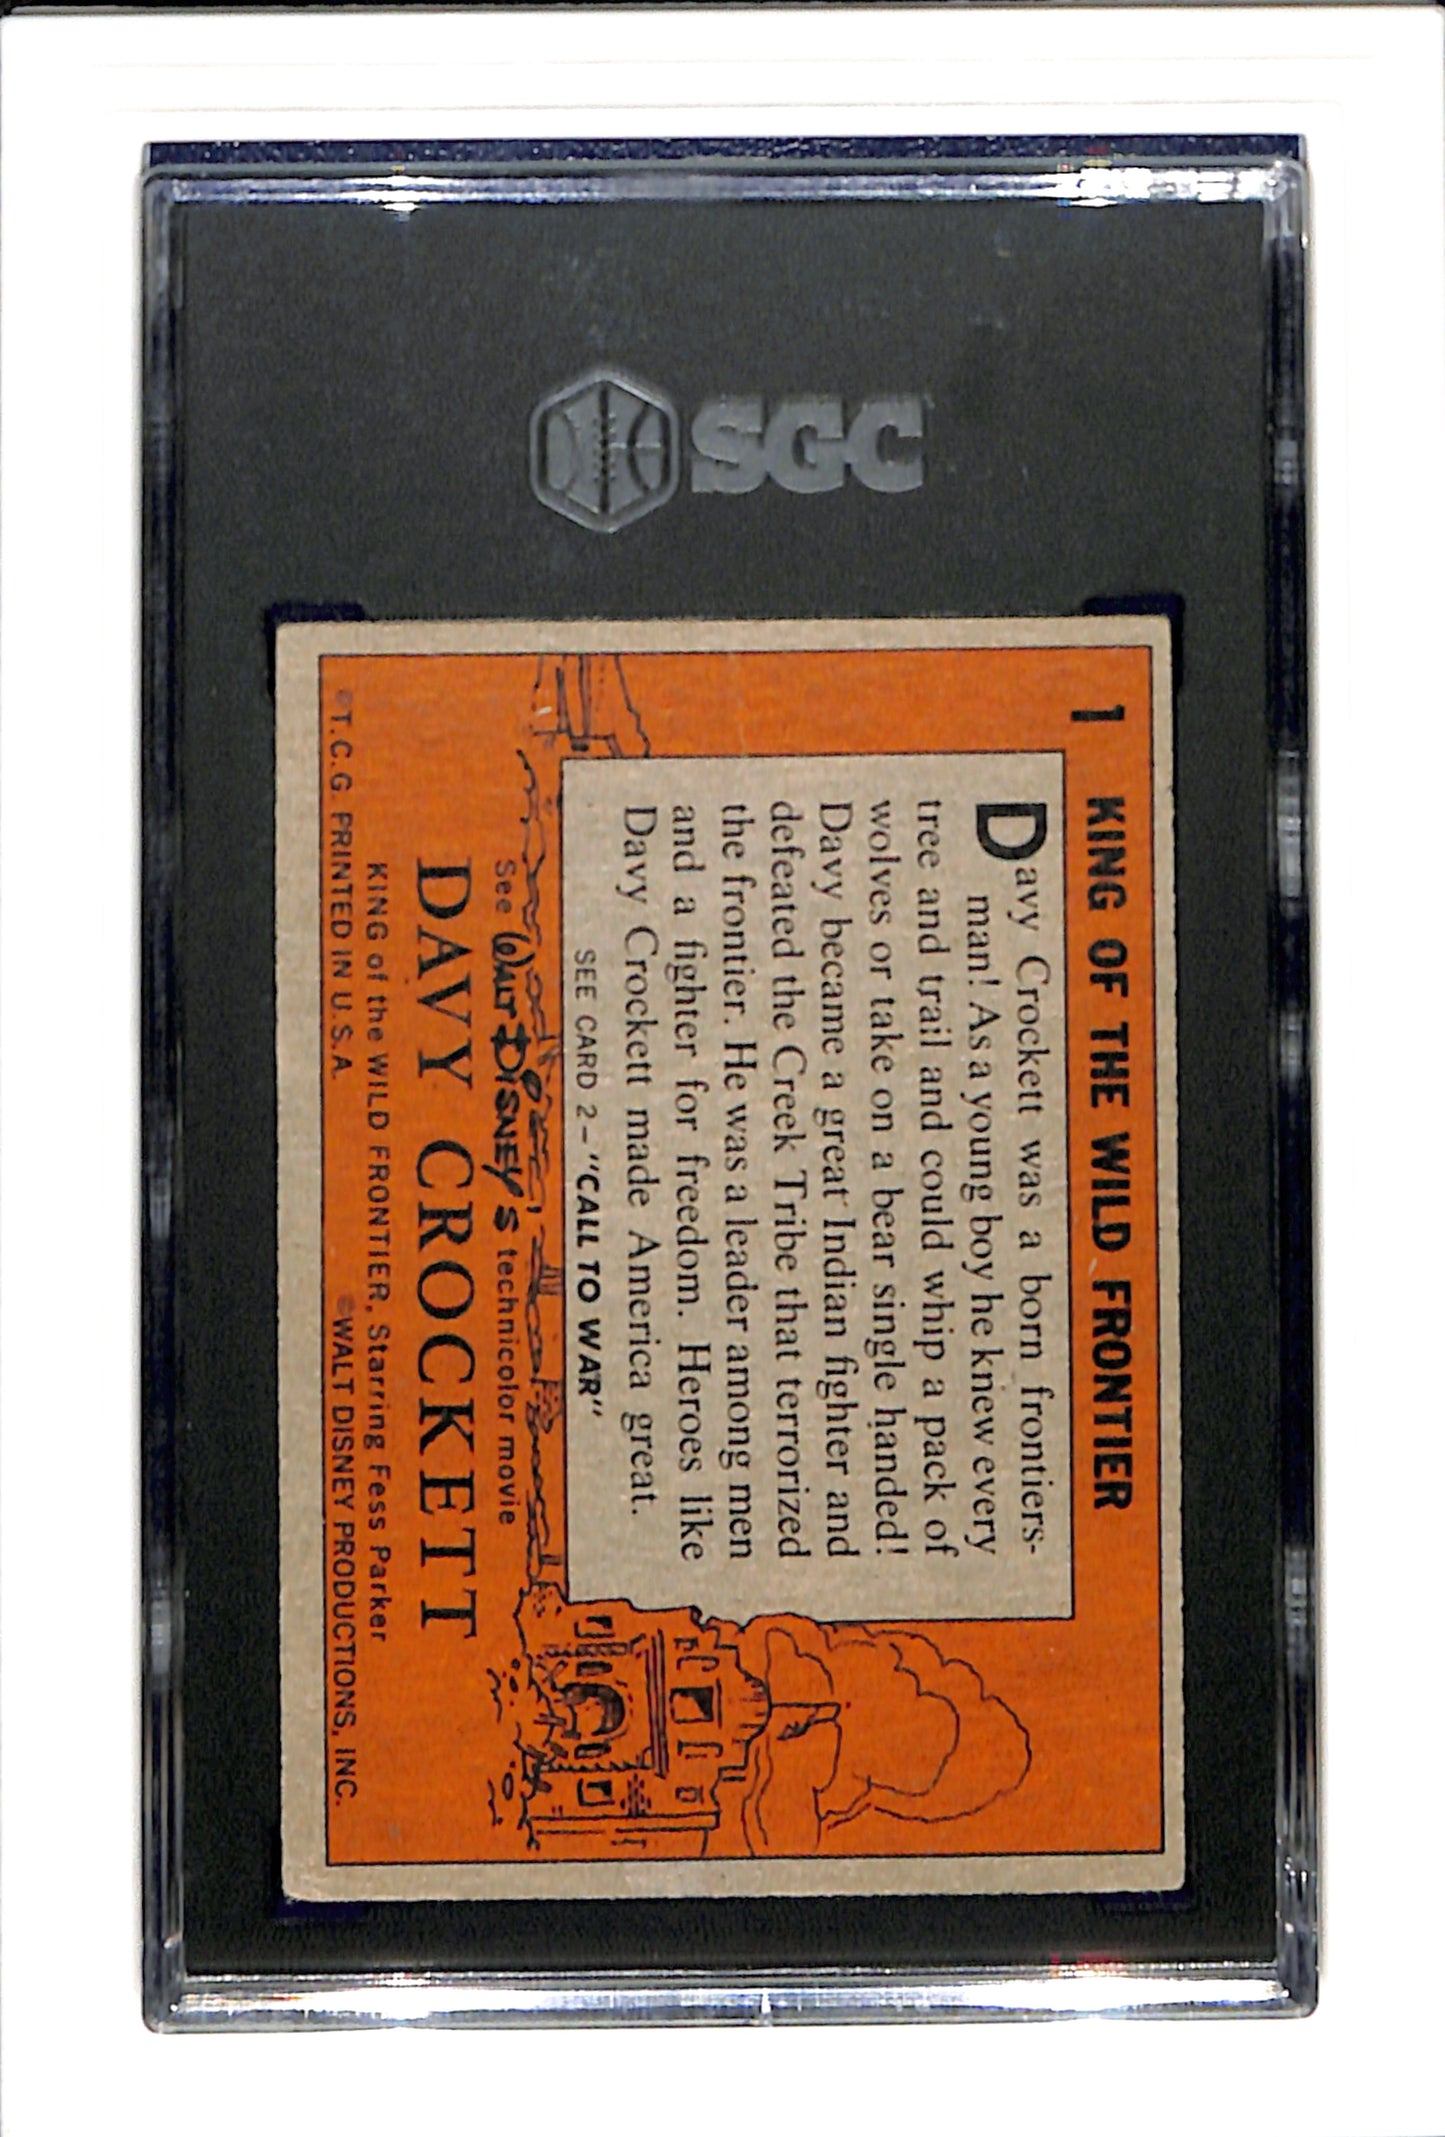 SGC
1 KING OF THE WILD FRONTIER
Davy Crockett was a born frontiers-
man! As a young boy he knew every
tree and trail and could whip a pack of
wolves or take on a bear single handed!
Davy became a great Indian fighter and
defeated the Creek Tribe that terrorized
the frontier. He was a leader among men
and a fighter for freedom. Heroes like
Davy Crockett made America great.
SEE CARD 2–"CALL TO WAR"
See WALT DISNEY'S technicolor movie
DAVY CROCKETT
KING of the WILD FRONTIER, Starring Fess Parker
©T.C.G. PRINTED IN U.S.A. ©WALT DISNEY PRODUCTIONS, INC.